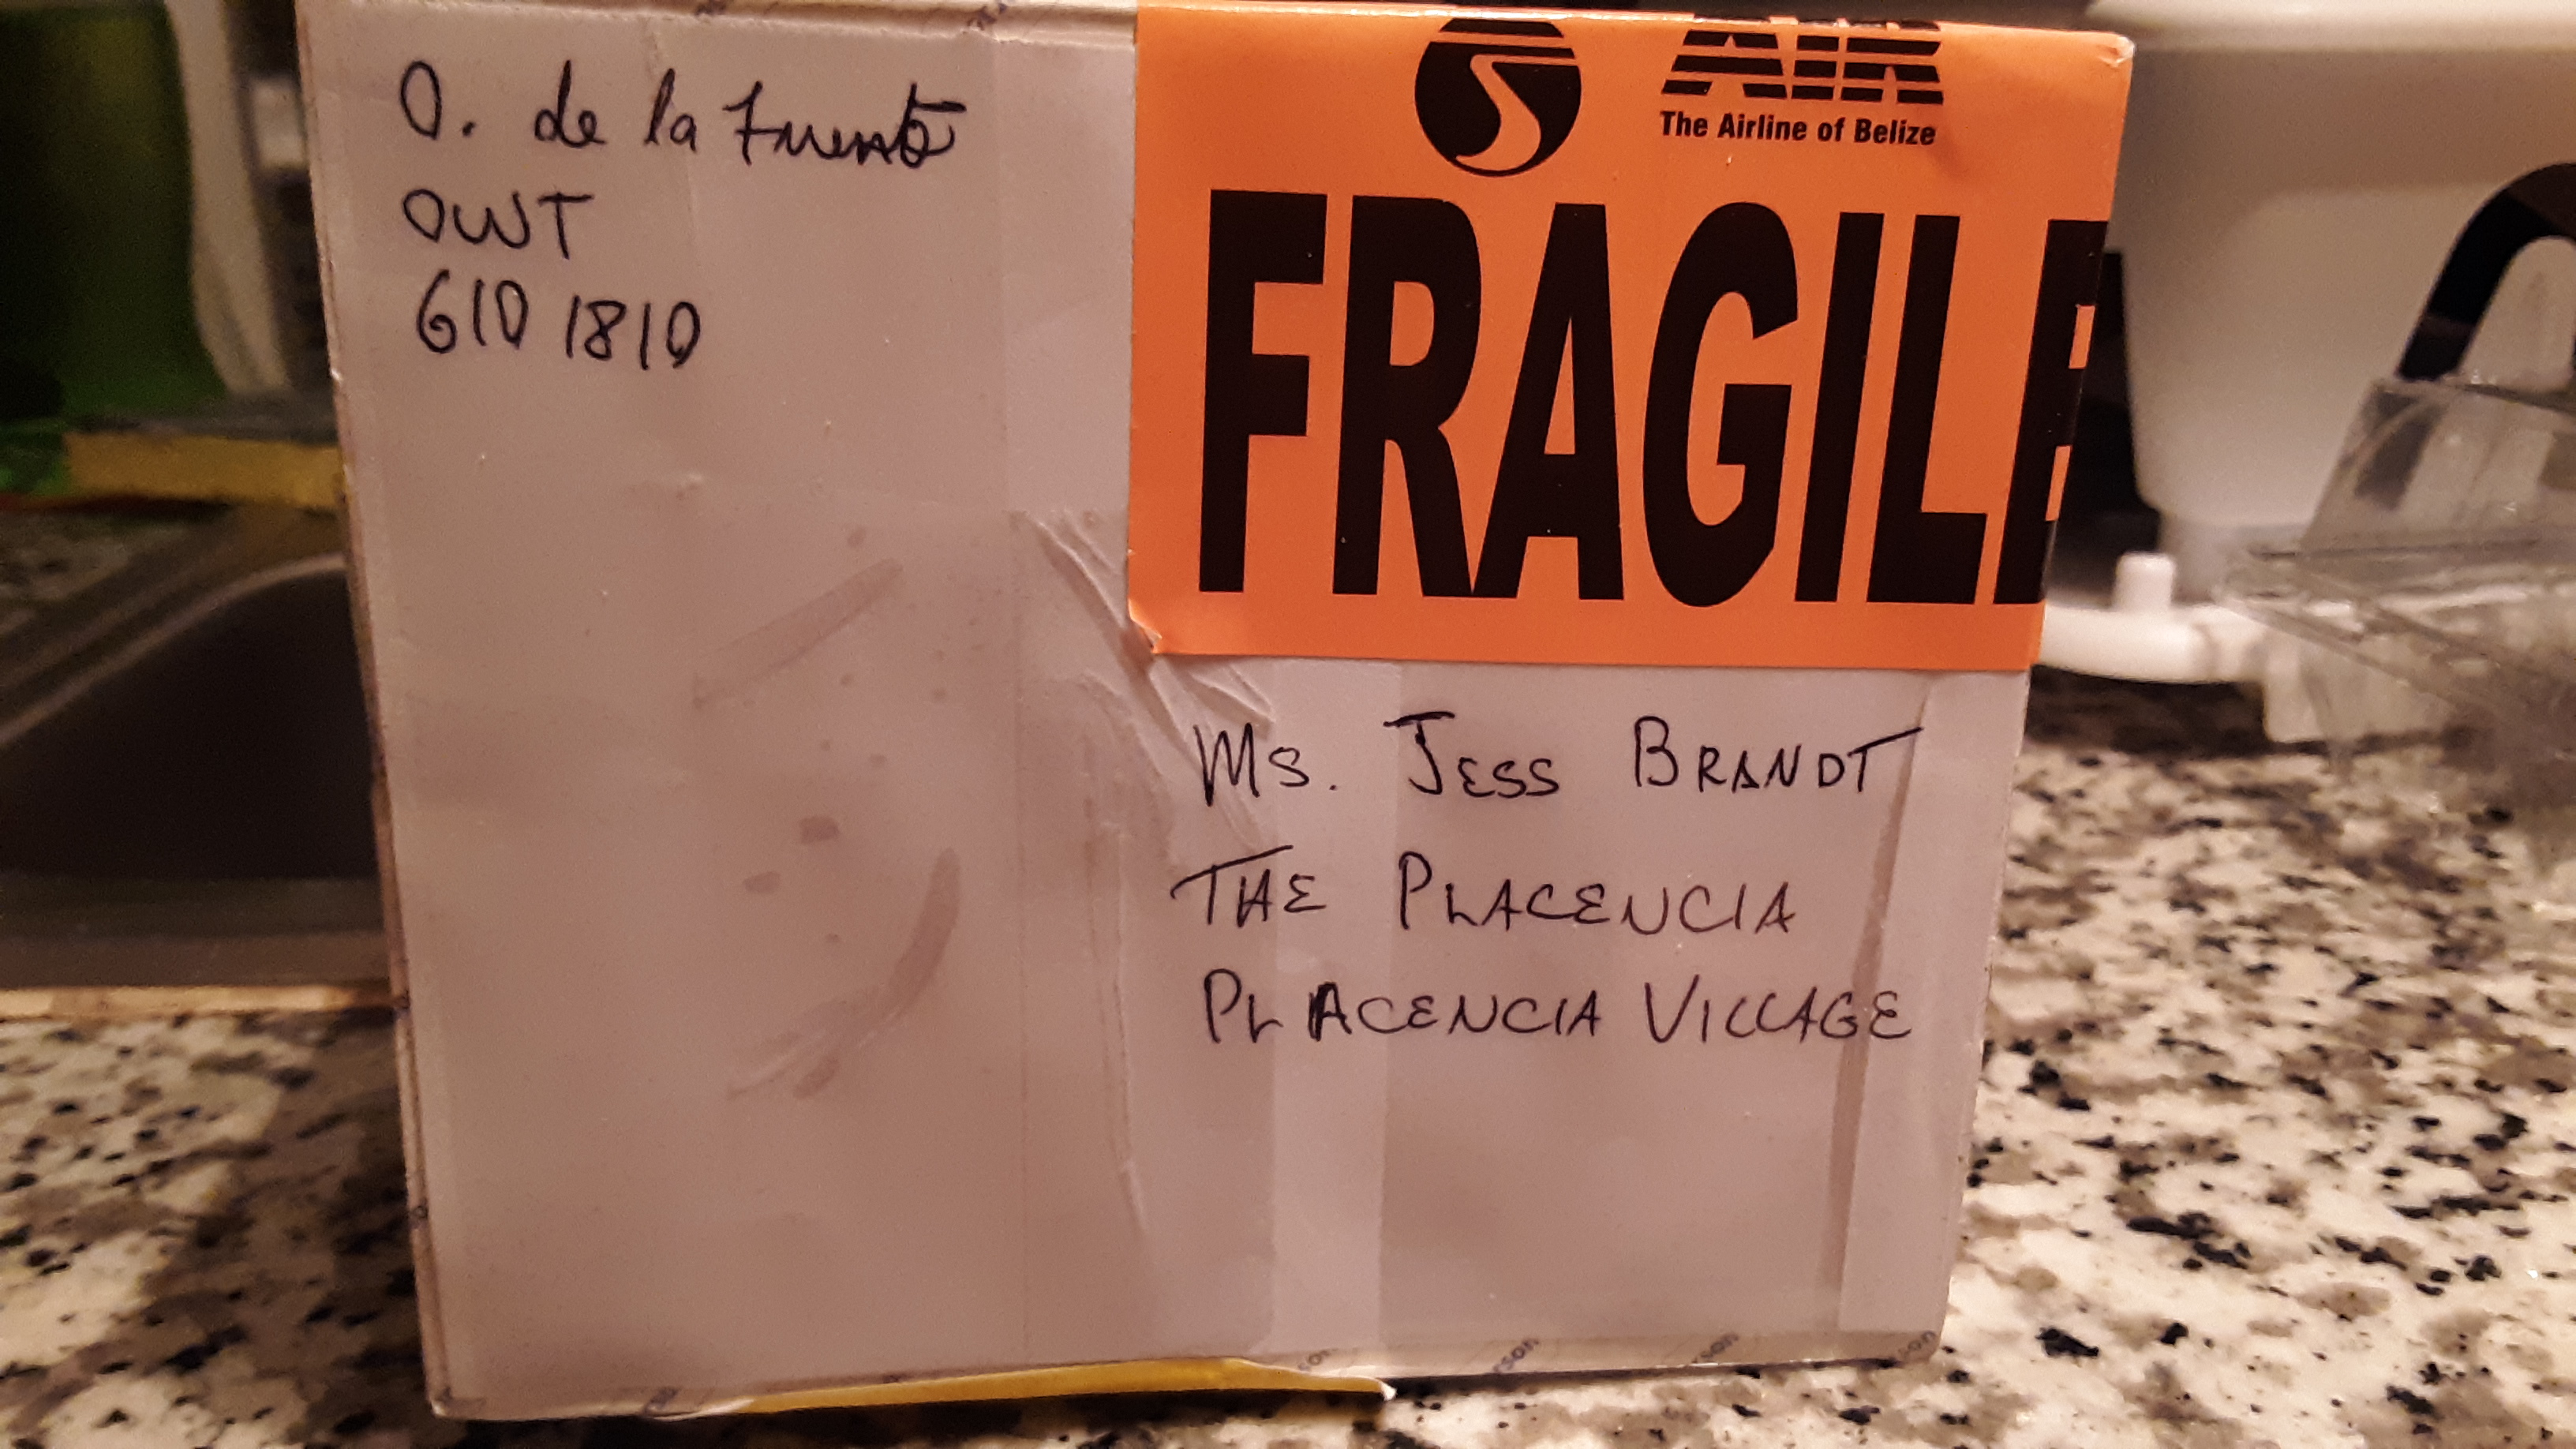 O. de la Fuente
OWT
610 1810
AIR
The Airline of Belize
FRAGILE
Ms. JESS BRANDT
THE PLACENCIA
PLACENCIA VILLAGE